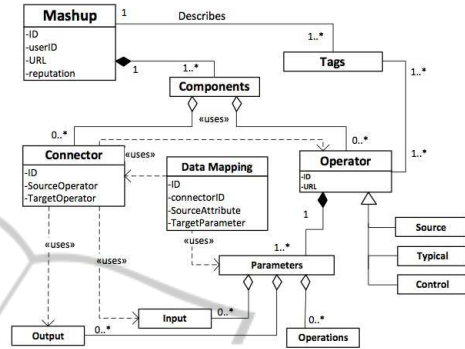 Mashup
-ID
-userID
-URL
-reputation
1
Describes
1..*
Tags
1
1..*
Components
«uses»
0..*
0..*
1..*
«uses»
Connector
-ID
-SourceOperator
-TargetOperator
Data Mapping
-ID
-connectorID
-SourceAttribute
-TargetParameter
Operator
-ID
-URL
1
1..*
«uses»
«uses»
«uses»
Source
Typical
Control
Parameters
0..*
0..*
0..*
Input
Output
Operations